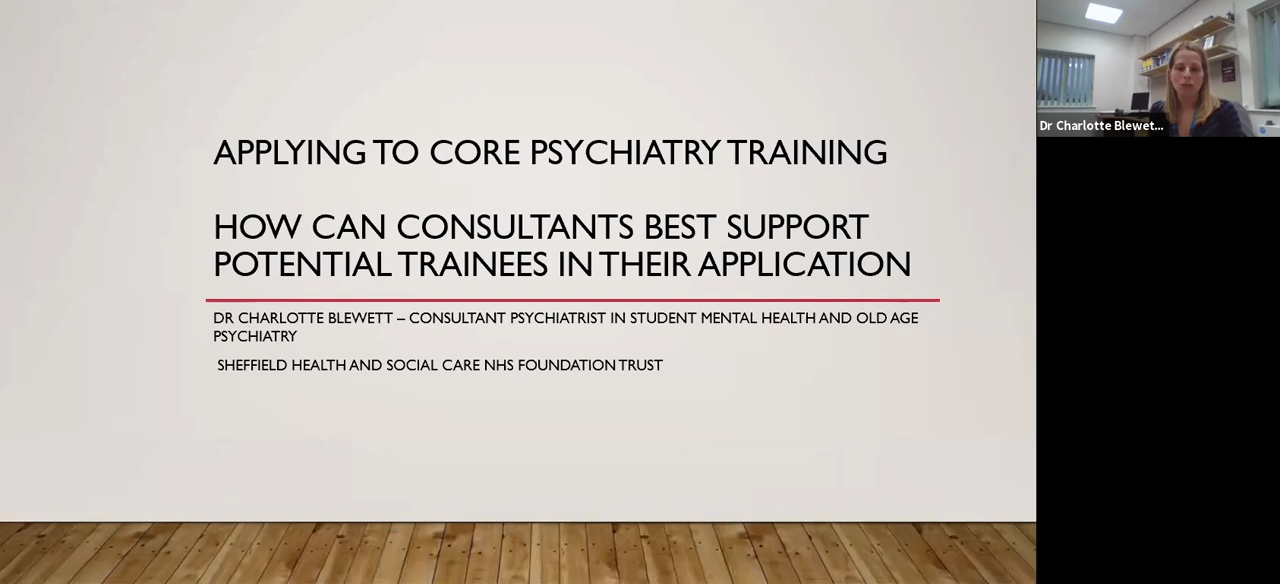 APPLYING TO CORE PSYCHIATRY TRAINING
HOW CAN CONSULTANTS BEST SUPPORT
POTENTIAL TRAINEES IN THEIR APPLICATION
DR CHARLOTTE BLEWETT – CONSULTANT PSYCHIATRIST IN STUDENT MENTAL HEALTH AND OLD AGE
PSYCHIATRY
SHEFFIELD HEALTH AND SOCIAL CARE NHS FOUNDATION TRUST
Dr Charlotte Blewet...